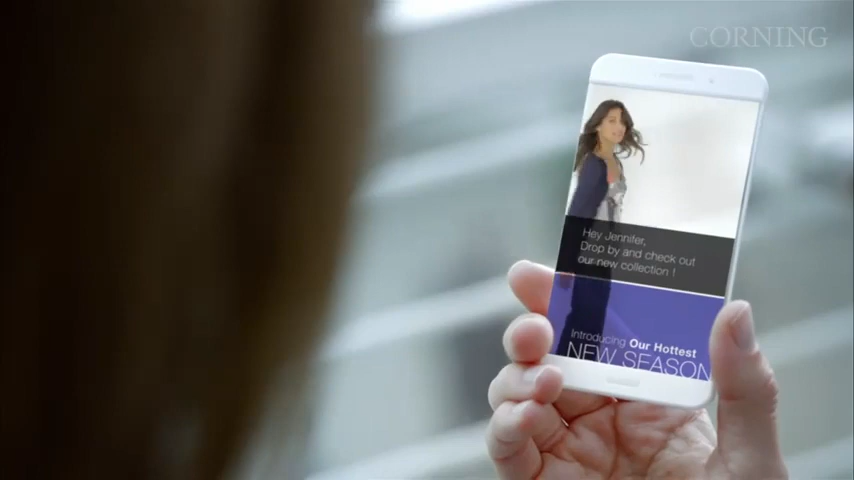 CORNING
Hey Jennifer,
Drop by and check out
our new collection !
Introducing Our Hottest
NEW SEASON